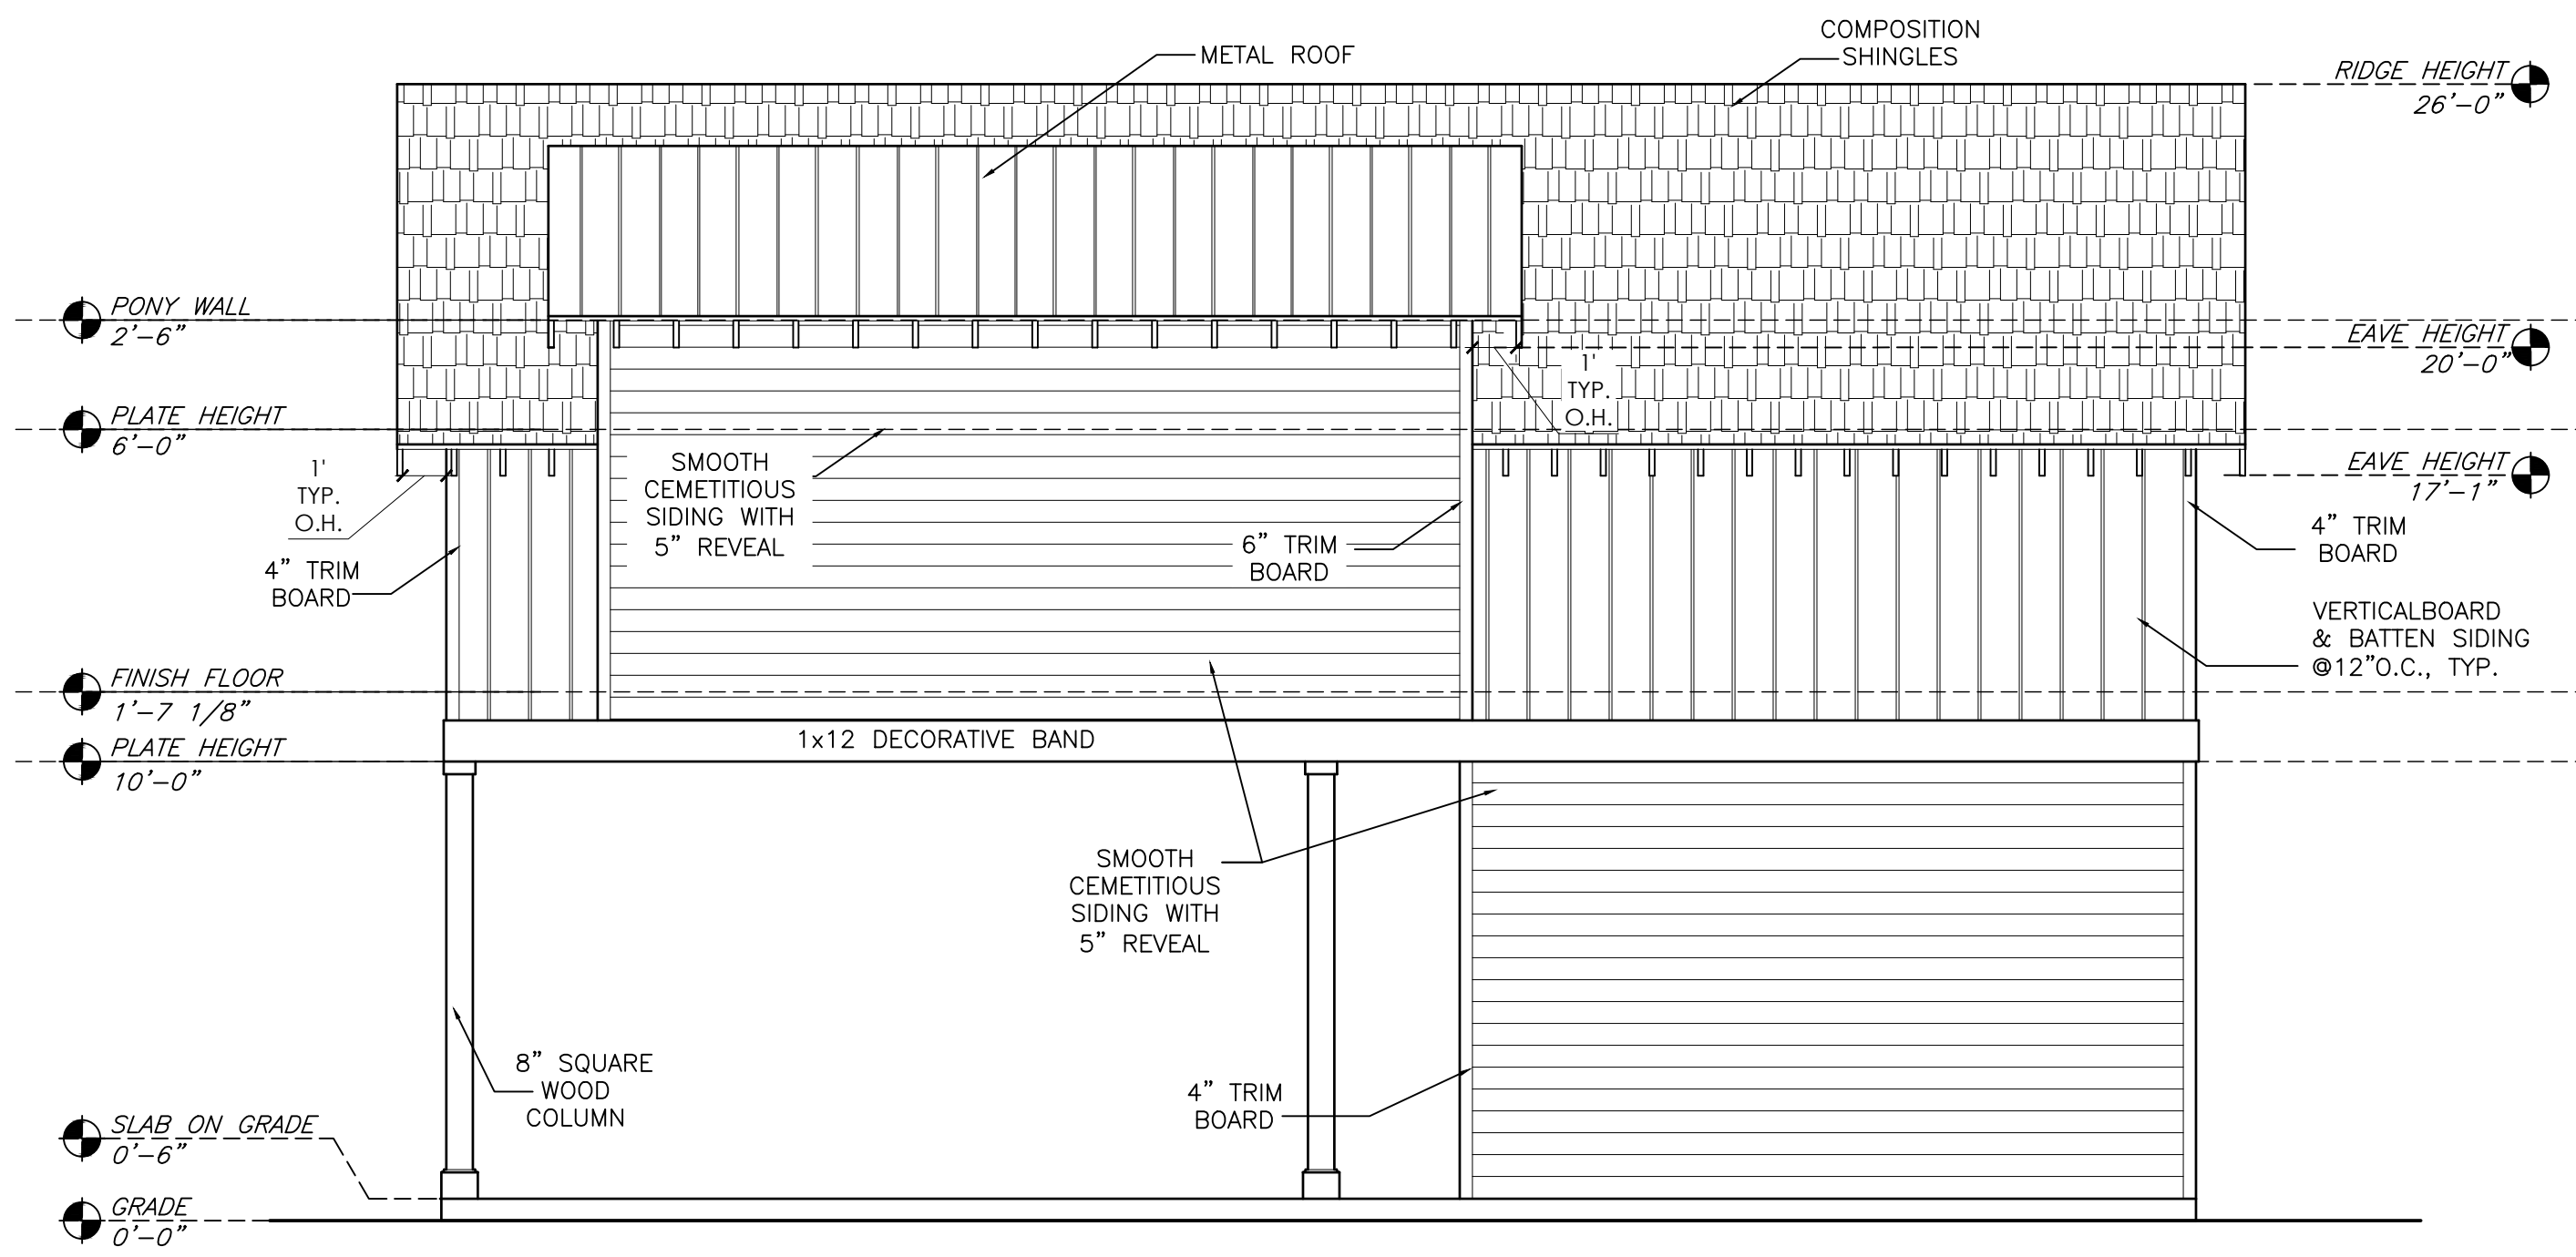 METAL ROOF
COMPOSITION
SHINGLES
RIDGE HEIGHT
26'-0"
PONY WALL
2'-6"
EAVE HEIGHT
20'-0"
1'
TYP.
O.H.
PLATE HEIGHT
6'-0"
SMOOTH
CEMETITIOUS
SIDING WITH
5" REVEAL
EAVE HEIGHT
17'-1"
1'
TYP.
O.H.
4" TRIM
BOARD
6" TRIM
BOARD
4" TRIM
BOARD
VERTICALBOARD
& BATTEN SIDING
@12"O.C., TYP.
FINISH FLOOR
1'-7 1/8"
PLATE HEIGHT
10'-0"
1x12 DECORATIVE BAND
SMOOTH
CEMETITIOUS
SIDING WITH
5" REVEAL
8" SQUARE
WOOD
COLUMN
4" TRIM
BOARD
SLAB ON GRADE
0'-6"
GRADE
0'-0"